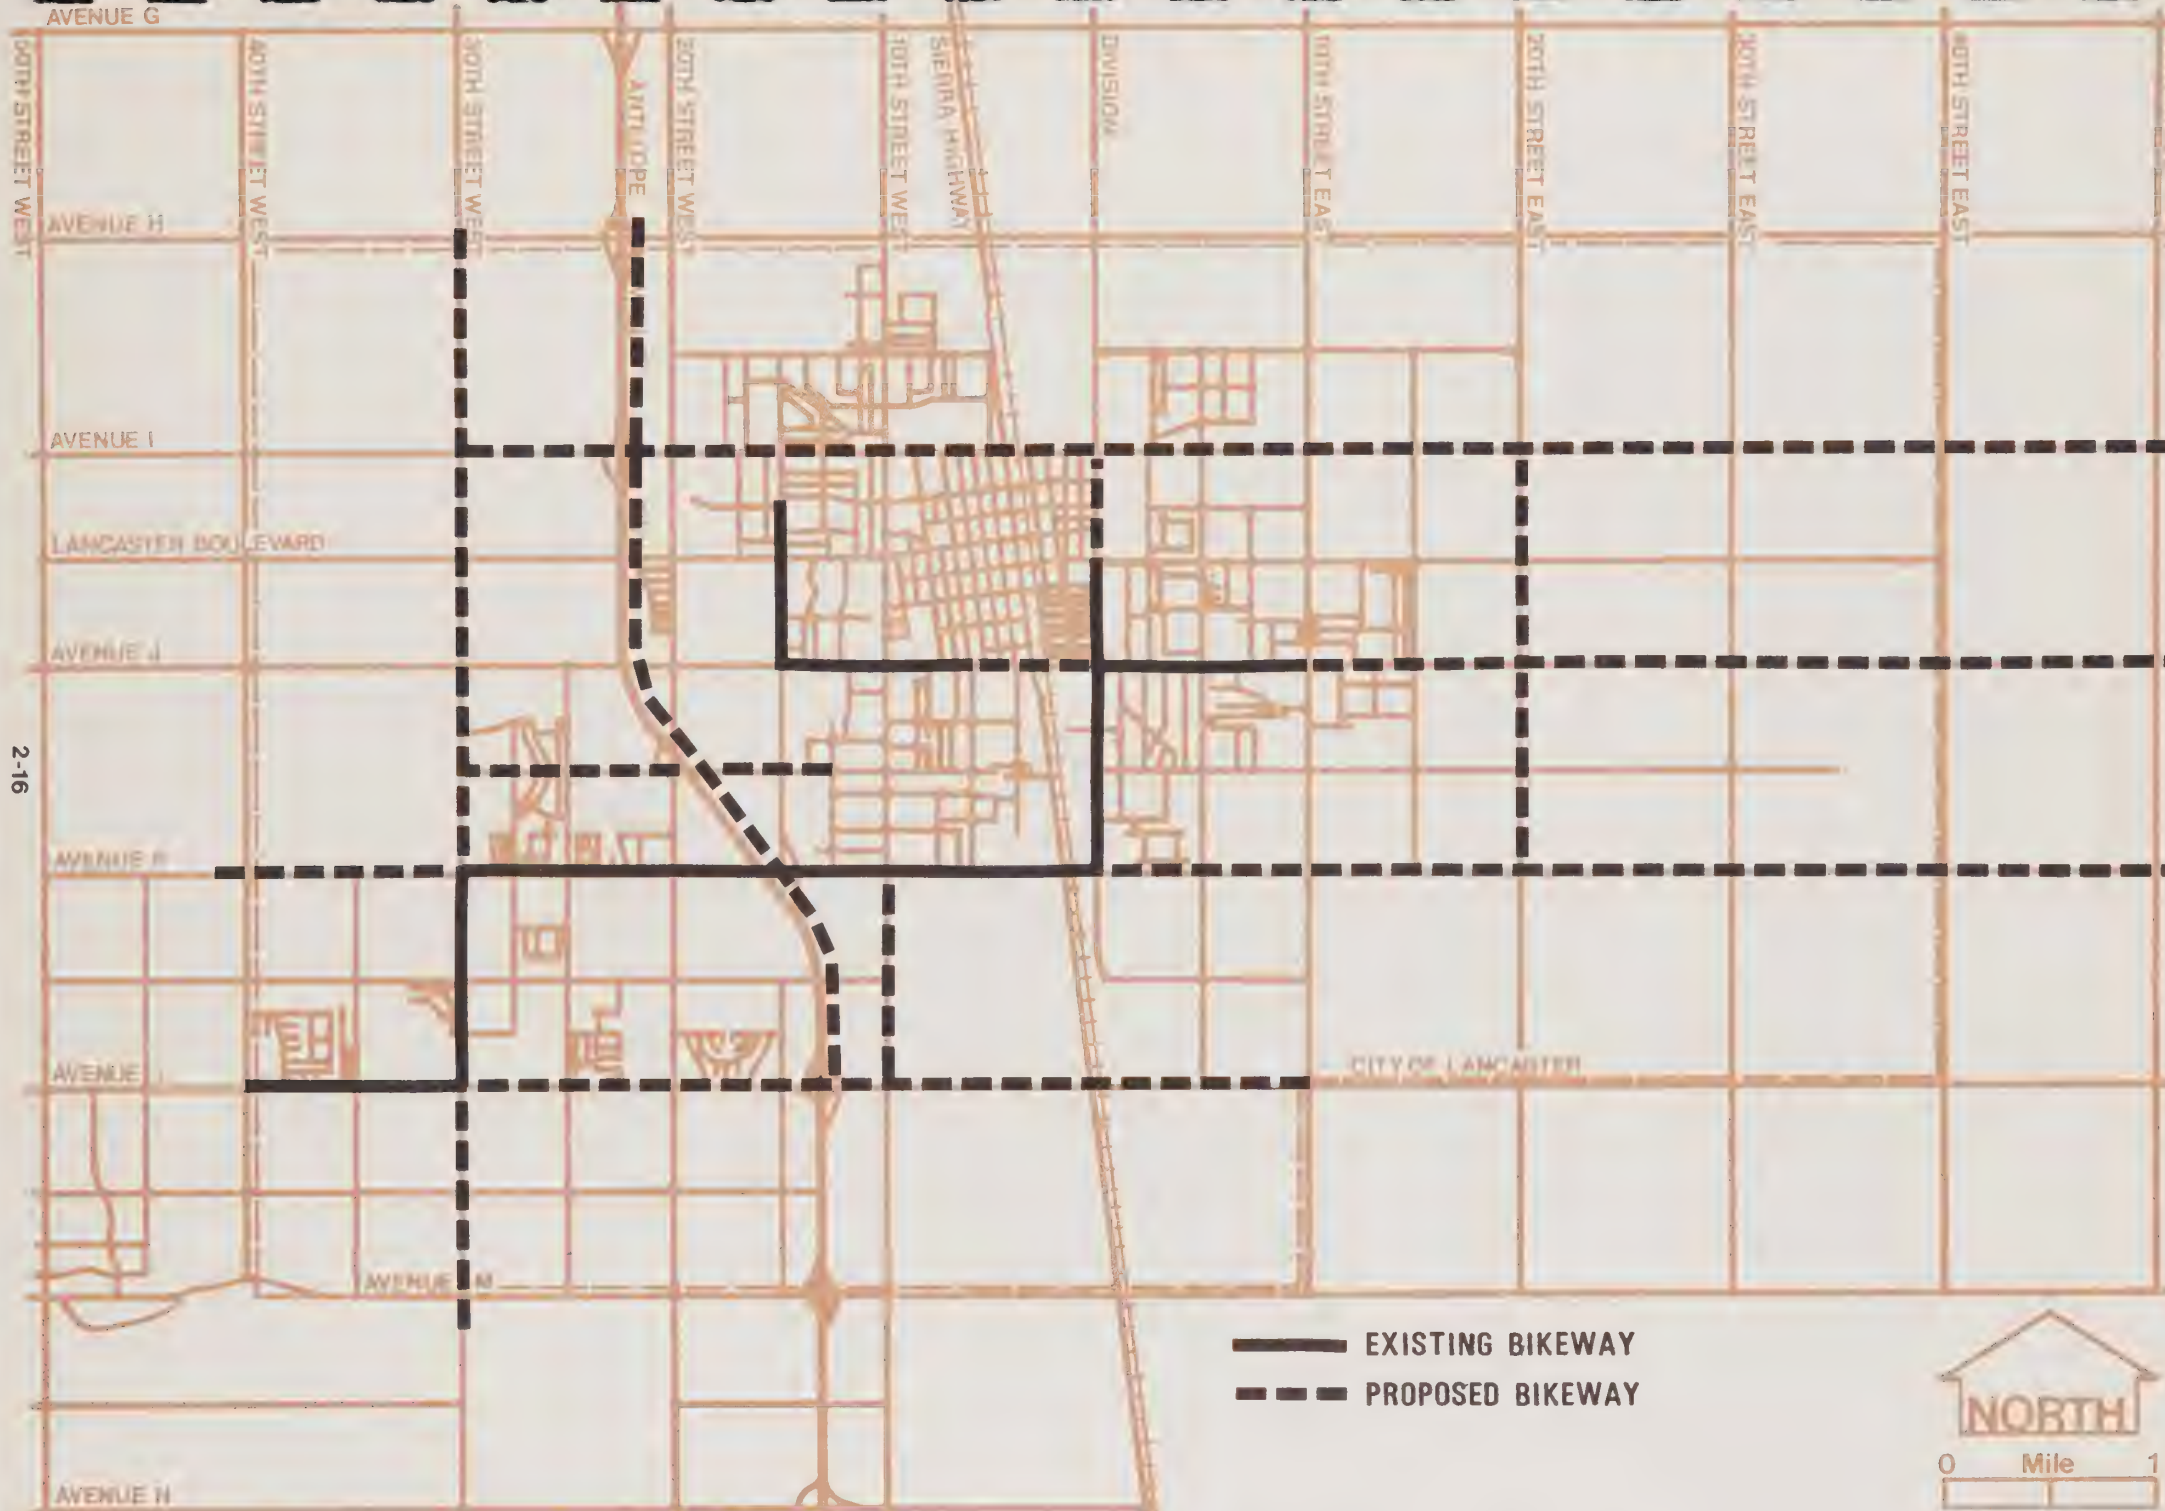 AVENUE G
50TH STREET WEST
40TH STREET WEST
30TH STREET WEST
ANTELOPE
20TH STREET WEST
10TH STREET WEST
SIERRA HIGHWAY
DIVISION
10TH STREET EAST
20TH STREET EAST
30TH STREET EAST
40TH STREET EAST
AVENUE H
AVENUE I
LANCASTER BOULEVARD
AVENUE J
2-16
AVENUE K
AVENUE
CITY OF LANCASTER
AVENUE M
EXISTING BIKEWAY
PROPOSED BIKEWAY
NORTH
0 Mile 1
AVENUE N